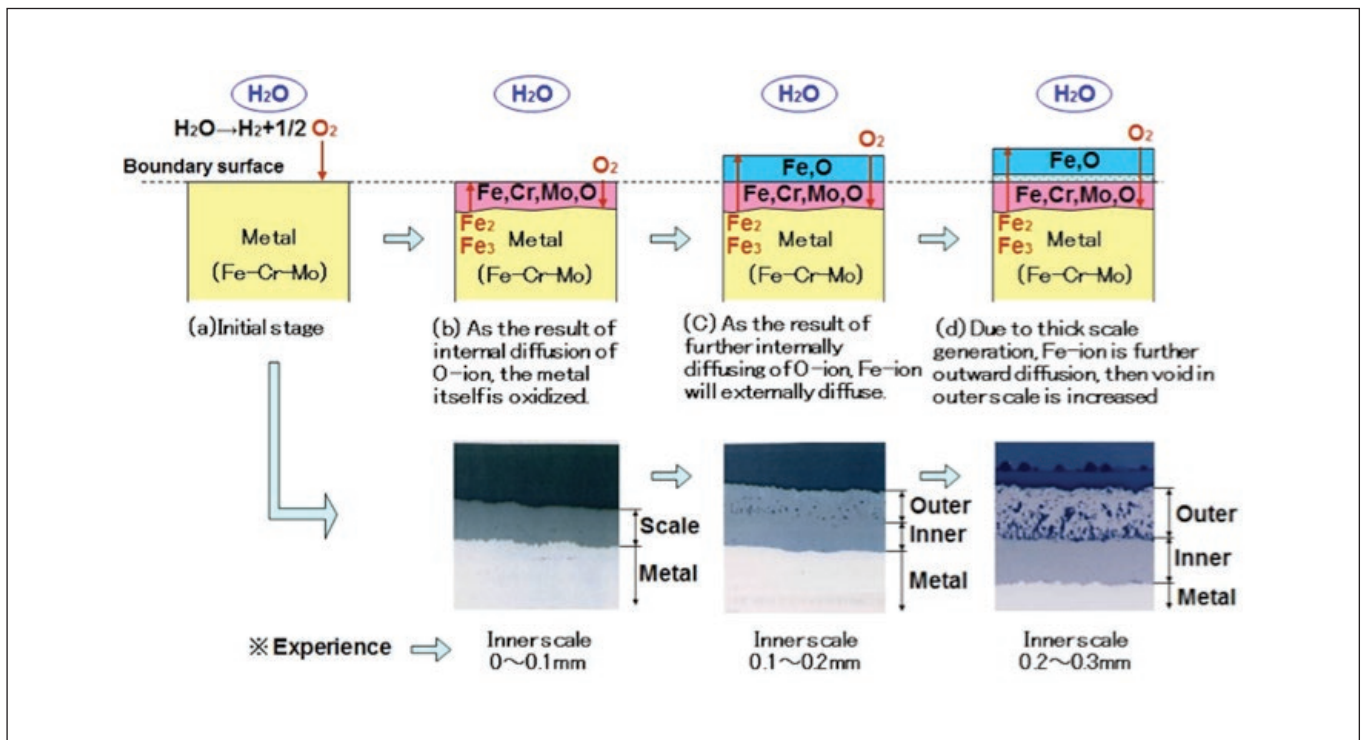 H₂O
H₂O
H₂O
H₂O
H₂O→H₂+1/2 O₂
Boundary surface
Metal
(Fe-Cr-Mo)
(a)Initial stage
O₂
Fe,Cr,Mo,O
Fe₂
Fe₃
Metal
(Fe-Cr-Mo)
(b) As the result of
internal diffusion of
O-ion, the metal
itself is oxidized.
O₂
Fe,O
Fe,Cr,Mo,O
Fe₂
Fe₃
Metal
(Fe-Cr-Mo)
(C) As the result of
further internally
diffusing of O-ion, Fe-ion
will externally diffuse.
O₂
Fe,O
Fe,Cr,Mo,O
Fe₂
Fe₃
Metal
(Fe-Cr-Mo)
(d) Due to thick scale
generation, Fe-ion is further
outward diffusion, then void in
outer scale is increased
Scale
Metal
Outer
Inner
Metal
Outer
Inner
Metal
※ Experience
Inner scale
0～0.1mm
Inner scale
0.1～0.2mm
Inner scale
0.2～0.3mm